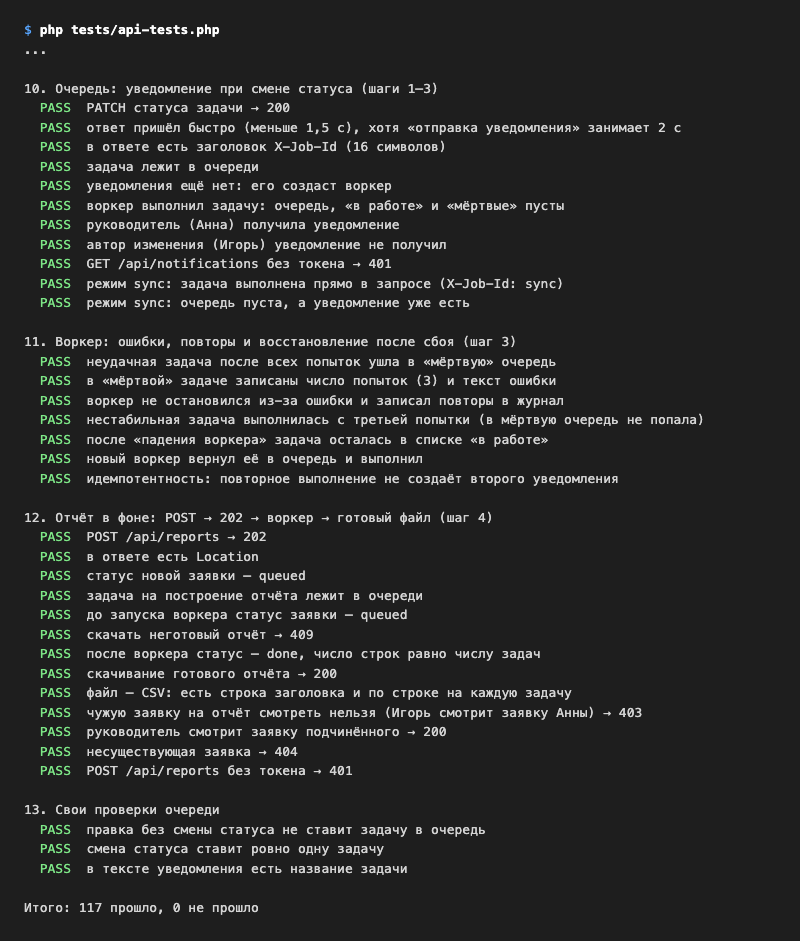 $ php tests/api-tests.php
...
10. Очередь: уведомление при смене статуса (шаги 1–3)
PASS PATCH статуса задачи → 200
PASS ответ пришёл быстро (меньше 1,5 с), хотя «отправка уведомления» занимает 2 с
PASS в ответе есть заголовок X-Job-Id (16 символов)
PASS задача лежит в очереди
PASS уведомления ещё нет: его создаст воркер
PASS воркер выполнил задачу: очередь, «в работе» и «мёртвые» пусты
PASS руководитель (Анна) получила уведомление
PASS автор изменения (Игорь) уведомление не получил
PASS GET /api/notifications без токена → 401
PASS режим sync: задача выполнена прямо в запросе (X-Job-Id: sync)
PASS режим sync: очередь пуста, а уведомление уже есть
11. Воркер: ошибки, повторы и восстановление после сбоя (шаг 3)
PASS неудачная задача после всех попыток ушла в «мёртвую» очередь
PASS в «мёртвой» задаче записаны число попыток (3) и текст ошибки
PASS воркер не остановился из-за ошибки и записал повторы в журнал
PASS нестабильная задача выполнилась с третьей попытки (в мёртвую очередь не попала)
PASS после «падения воркера» задача осталась в списке «в работе»
PASS новый воркер вернул её в очередь и выполнил
PASS идемпотентность: повторное выполнение не создаёт второго уведомления
12. Отчёт в фоне: POST → 202 → воркер → готовый файл (шаг 4)
PASS POST /api/reports → 202
PASS в ответе есть Location
PASS статус новой заявки — queued
PASS задача на построение отчёта лежит в очереди
PASS до запуска воркера статус заявки — queued
PASS скачать неготовый отчёт → 409
PASS после воркера статус — done, число строк равно числу задач
PASS скачивание готового отчёта → 200
PASS файл — CSV: есть строка заголовка и по строке на каждую задачу
PASS чужую заявку на отчёт смотреть нельзя (Игорь смотрит заявку Анны) → 403
PASS руководитель смотрит заявку подчинённого → 200
PASS несуществующая заявка → 404
PASS POST /api/reports без токена → 401
13. Свои проверки очереди
PASS правка без смены статуса не ставит задачу в очередь
PASS смена статуса ставит ровно одну задачу
PASS в тексте уведомления есть название задачи
Итого: 117 прошло, 0 не прошло